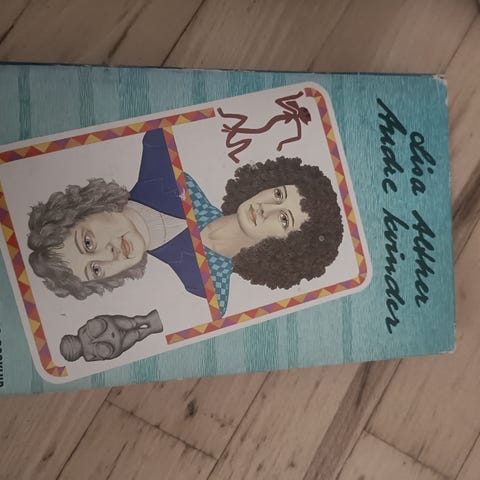 Lisa Alther
Andre kvinder